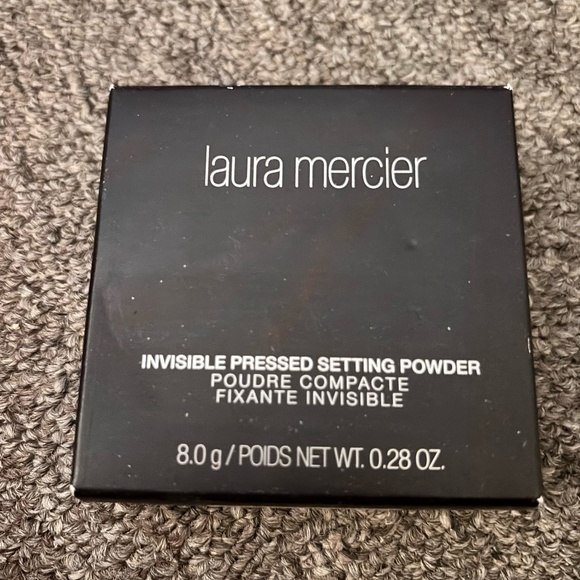 laura mercier
INVISIBLE PRESSED SETTING POWDER
POUDRE COMPACTE
FIXANTE INVISIBLE
8.0 g / POIDS NET WT. 0.28 OZ.